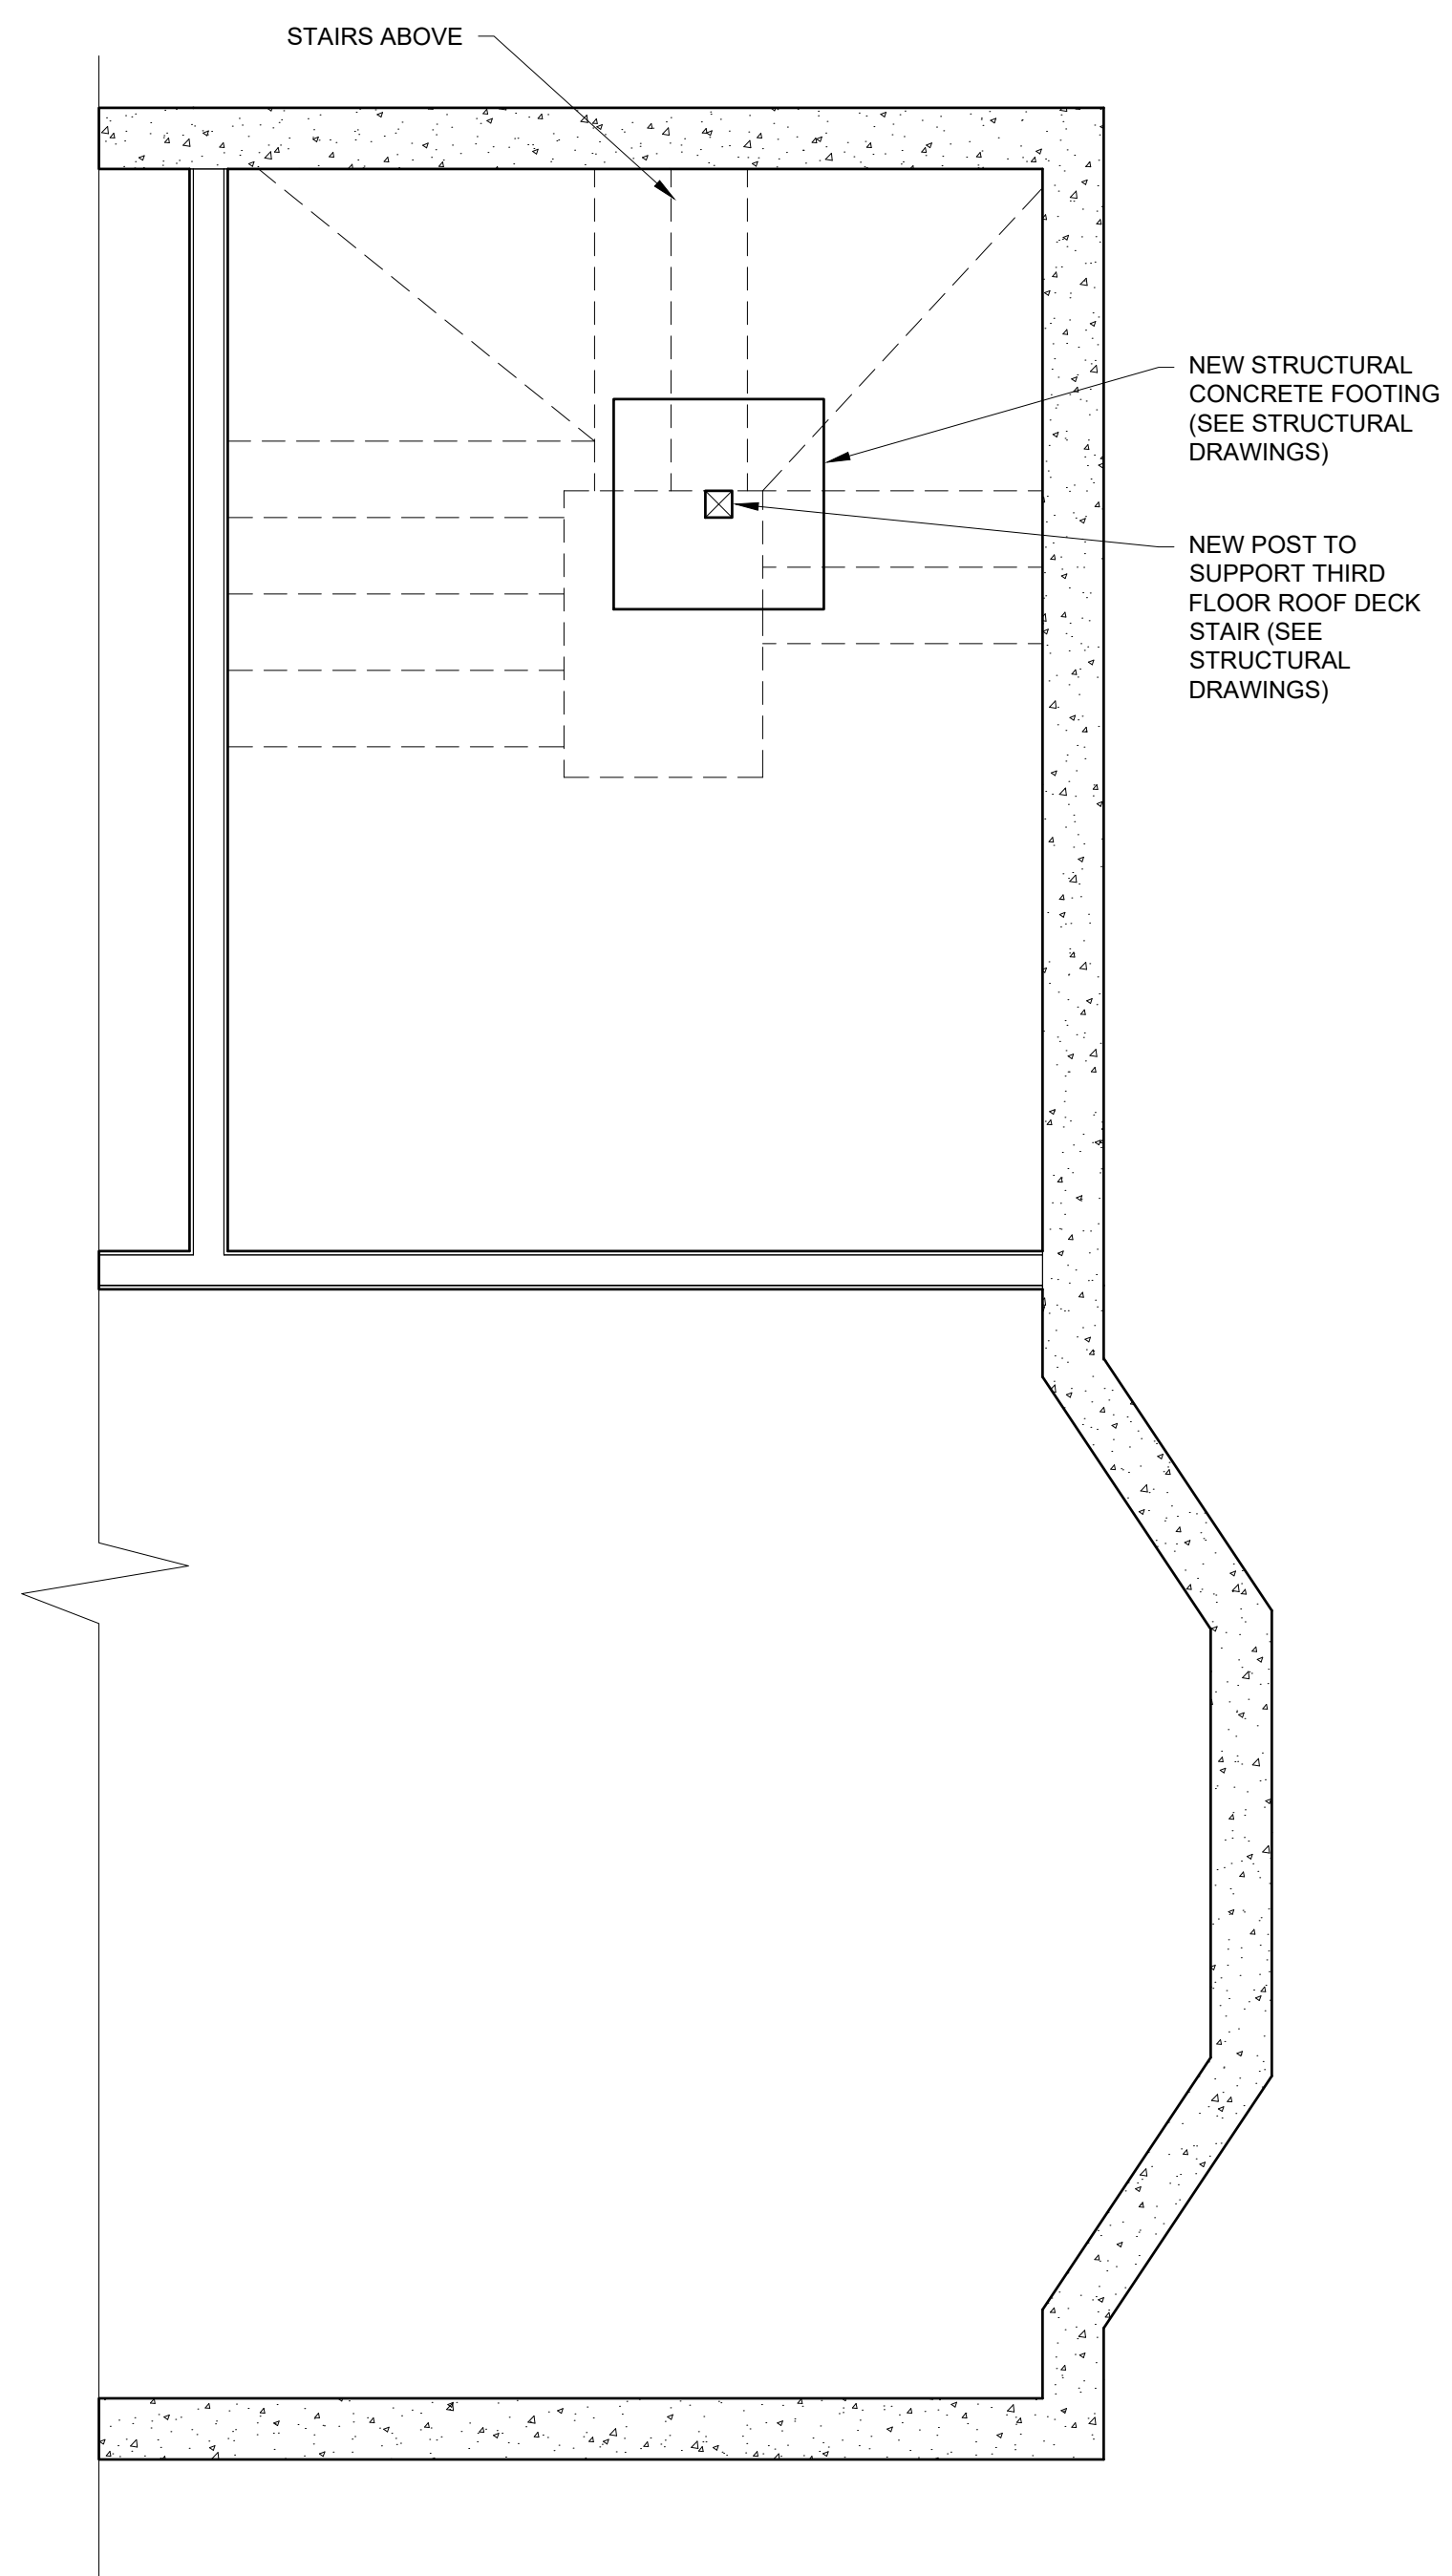 STAIRS ABOVE
NEW STRUCTURAL
CONCRETE FOOTING
(SEE STRUCTURAL
DRAWINGS)
NEW POST TO
SUPPORT THIRD
FLOOR ROOF DECK
STAIR (SEE
STRUCTURAL
DRAWINGS)